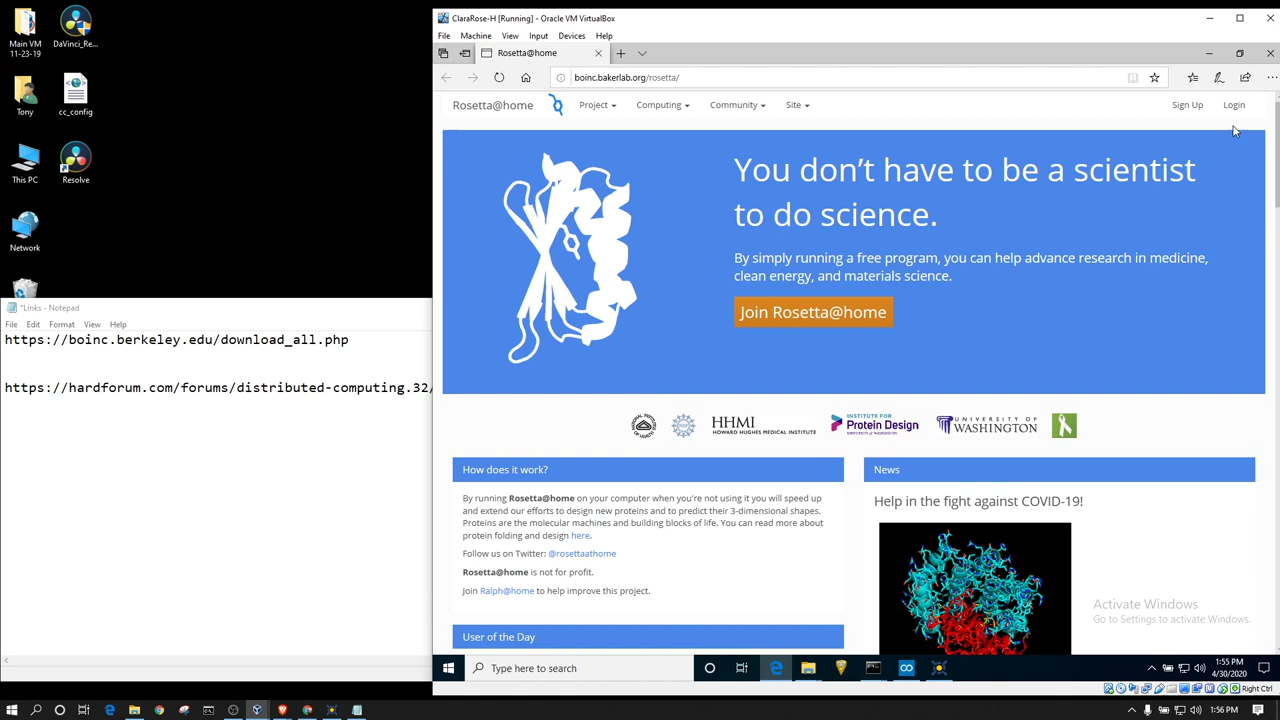 Main VM
11-23-19
DaVinci_Re...
Tony
cc_config
This PC
Resolve
Network
*Links - Notepad
File Edit Format View Help
https://boinc.berkeley.edu/download_all.php
https://hardforum.com/forums/distributed-computing.32/
ClaraRose-H [Running] - Oracle VM VirtualBox
File Machine View Input Devices Help
Rosetta@home
boinc.bakerlab.org/rosetta/
Rosetta@home Project Computing Community Site Sign Up Login
You don't have to be a scientist
to do science.
By simply running a free program, you can help advance research in medicine,
clean energy, and materials science.
Join Rosetta@home
HHMI HOWARD HUGHES MEDICAL INSTITUTE
INSTITUTE FOR
Protein Design
UNIVERSITY of
WASHINGTON
How does it work?
By running Rosetta@home on your computer when you're not using it you will speed up
and extend our efforts to design new proteins and to predict their 3-dimensional shapes.
Proteins are the molecular machines and building blocks of life. You can read more about
protein folding and design here.
Follow us on Twitter: @rosettaathome
Rosetta@home is not for profit.
Join Ralph@home to help improve this project.
User of the Day
News
Help in the fight against COVID-19!
Activate Windows
Go to Settings to activate Windows.
Type here to search
1:55 PM
4/30/2020
Right Ctrl
1:56 PM